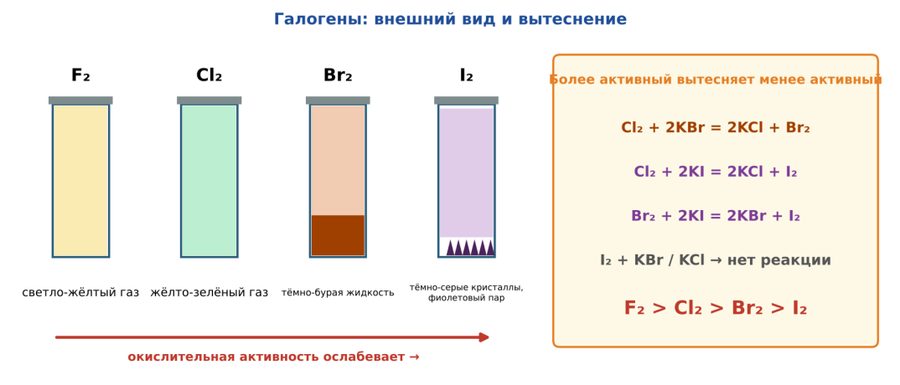 Галогены: внешний вид и вытеснение
F₂
Cl₂
Br₂
I₂
светло-жёлтый газ
жёлто-зелёный газ
тёмно-бурая жидкость
тёмно-серые кристаллы,
фиолетовый пар
окислительная активность ослабевает →
Более активный вытесняет менее активный
Cl₂ + 2KBr = 2KCl + Br₂
Cl₂ + 2KI = 2KCl + I₂
Br₂ + 2KI = 2KBr + I₂
I₂ + KBr / KCl → нет реакции
F₂ > Cl₂ > Br₂ > I₂